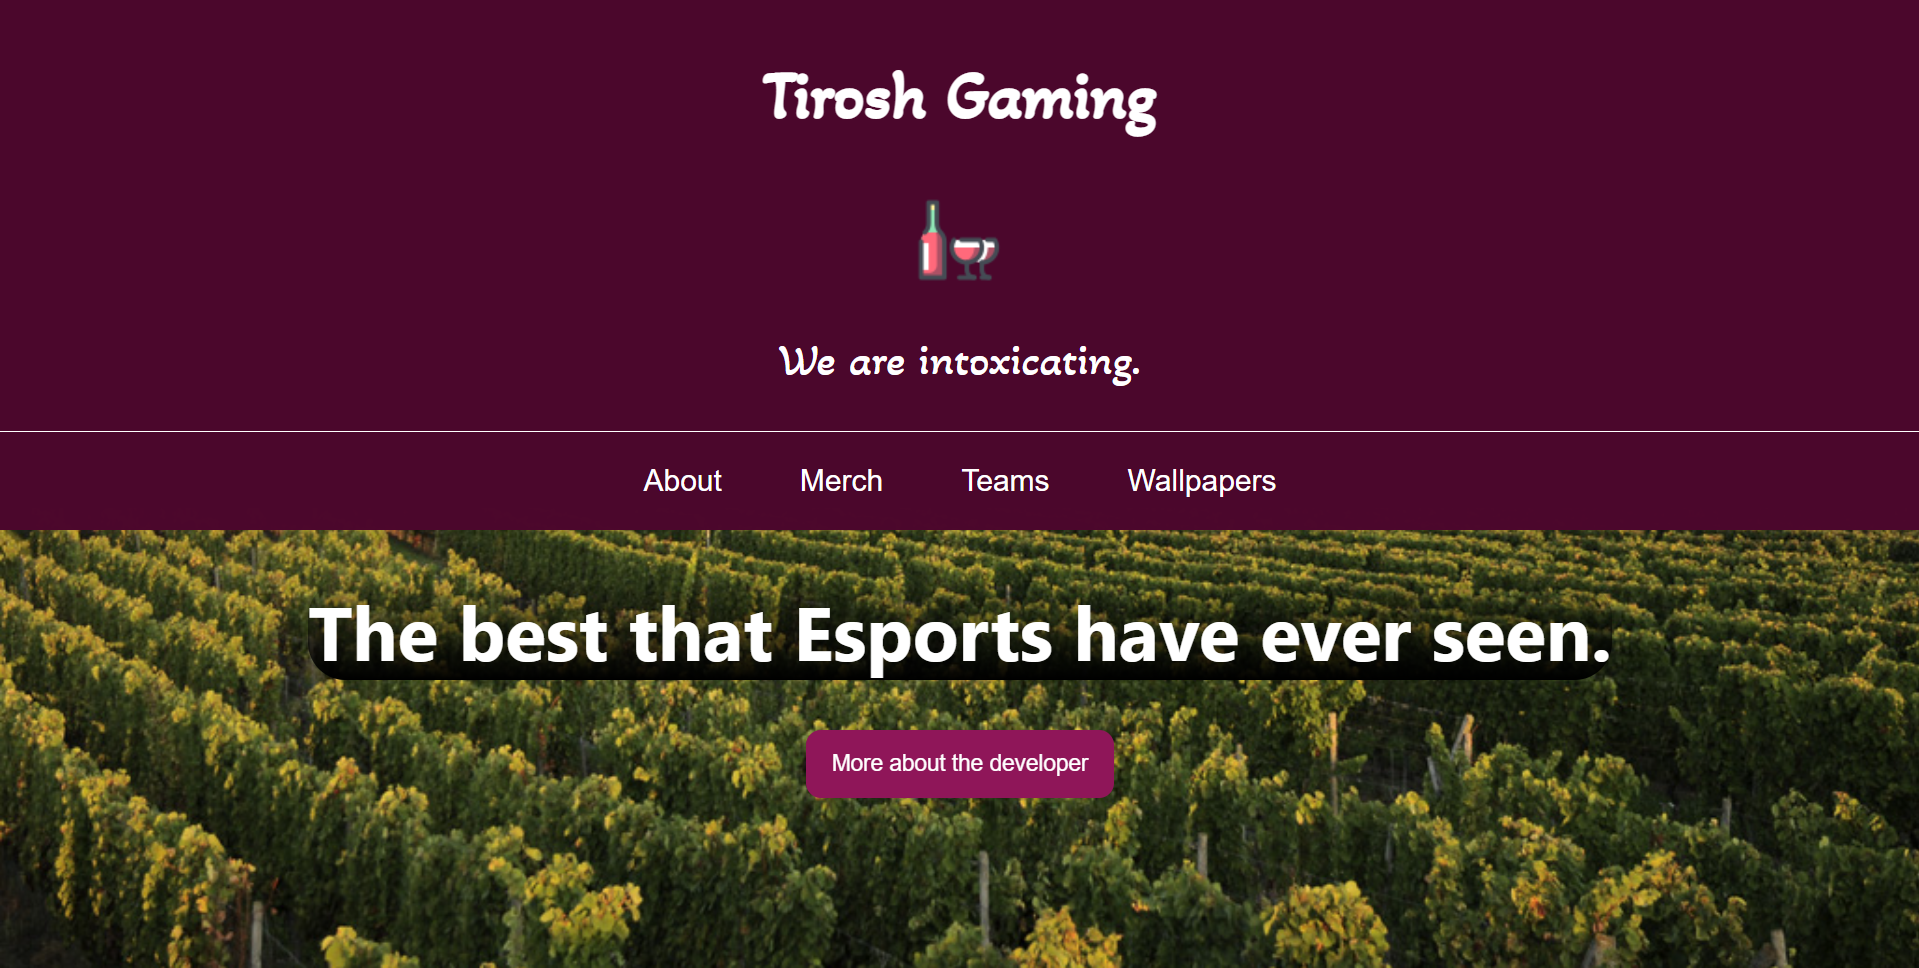 Tirosh Gaming
We are intoxicating.
About Merch Teams Wallpapers
The best that Esports have ever seen.
More about the developer